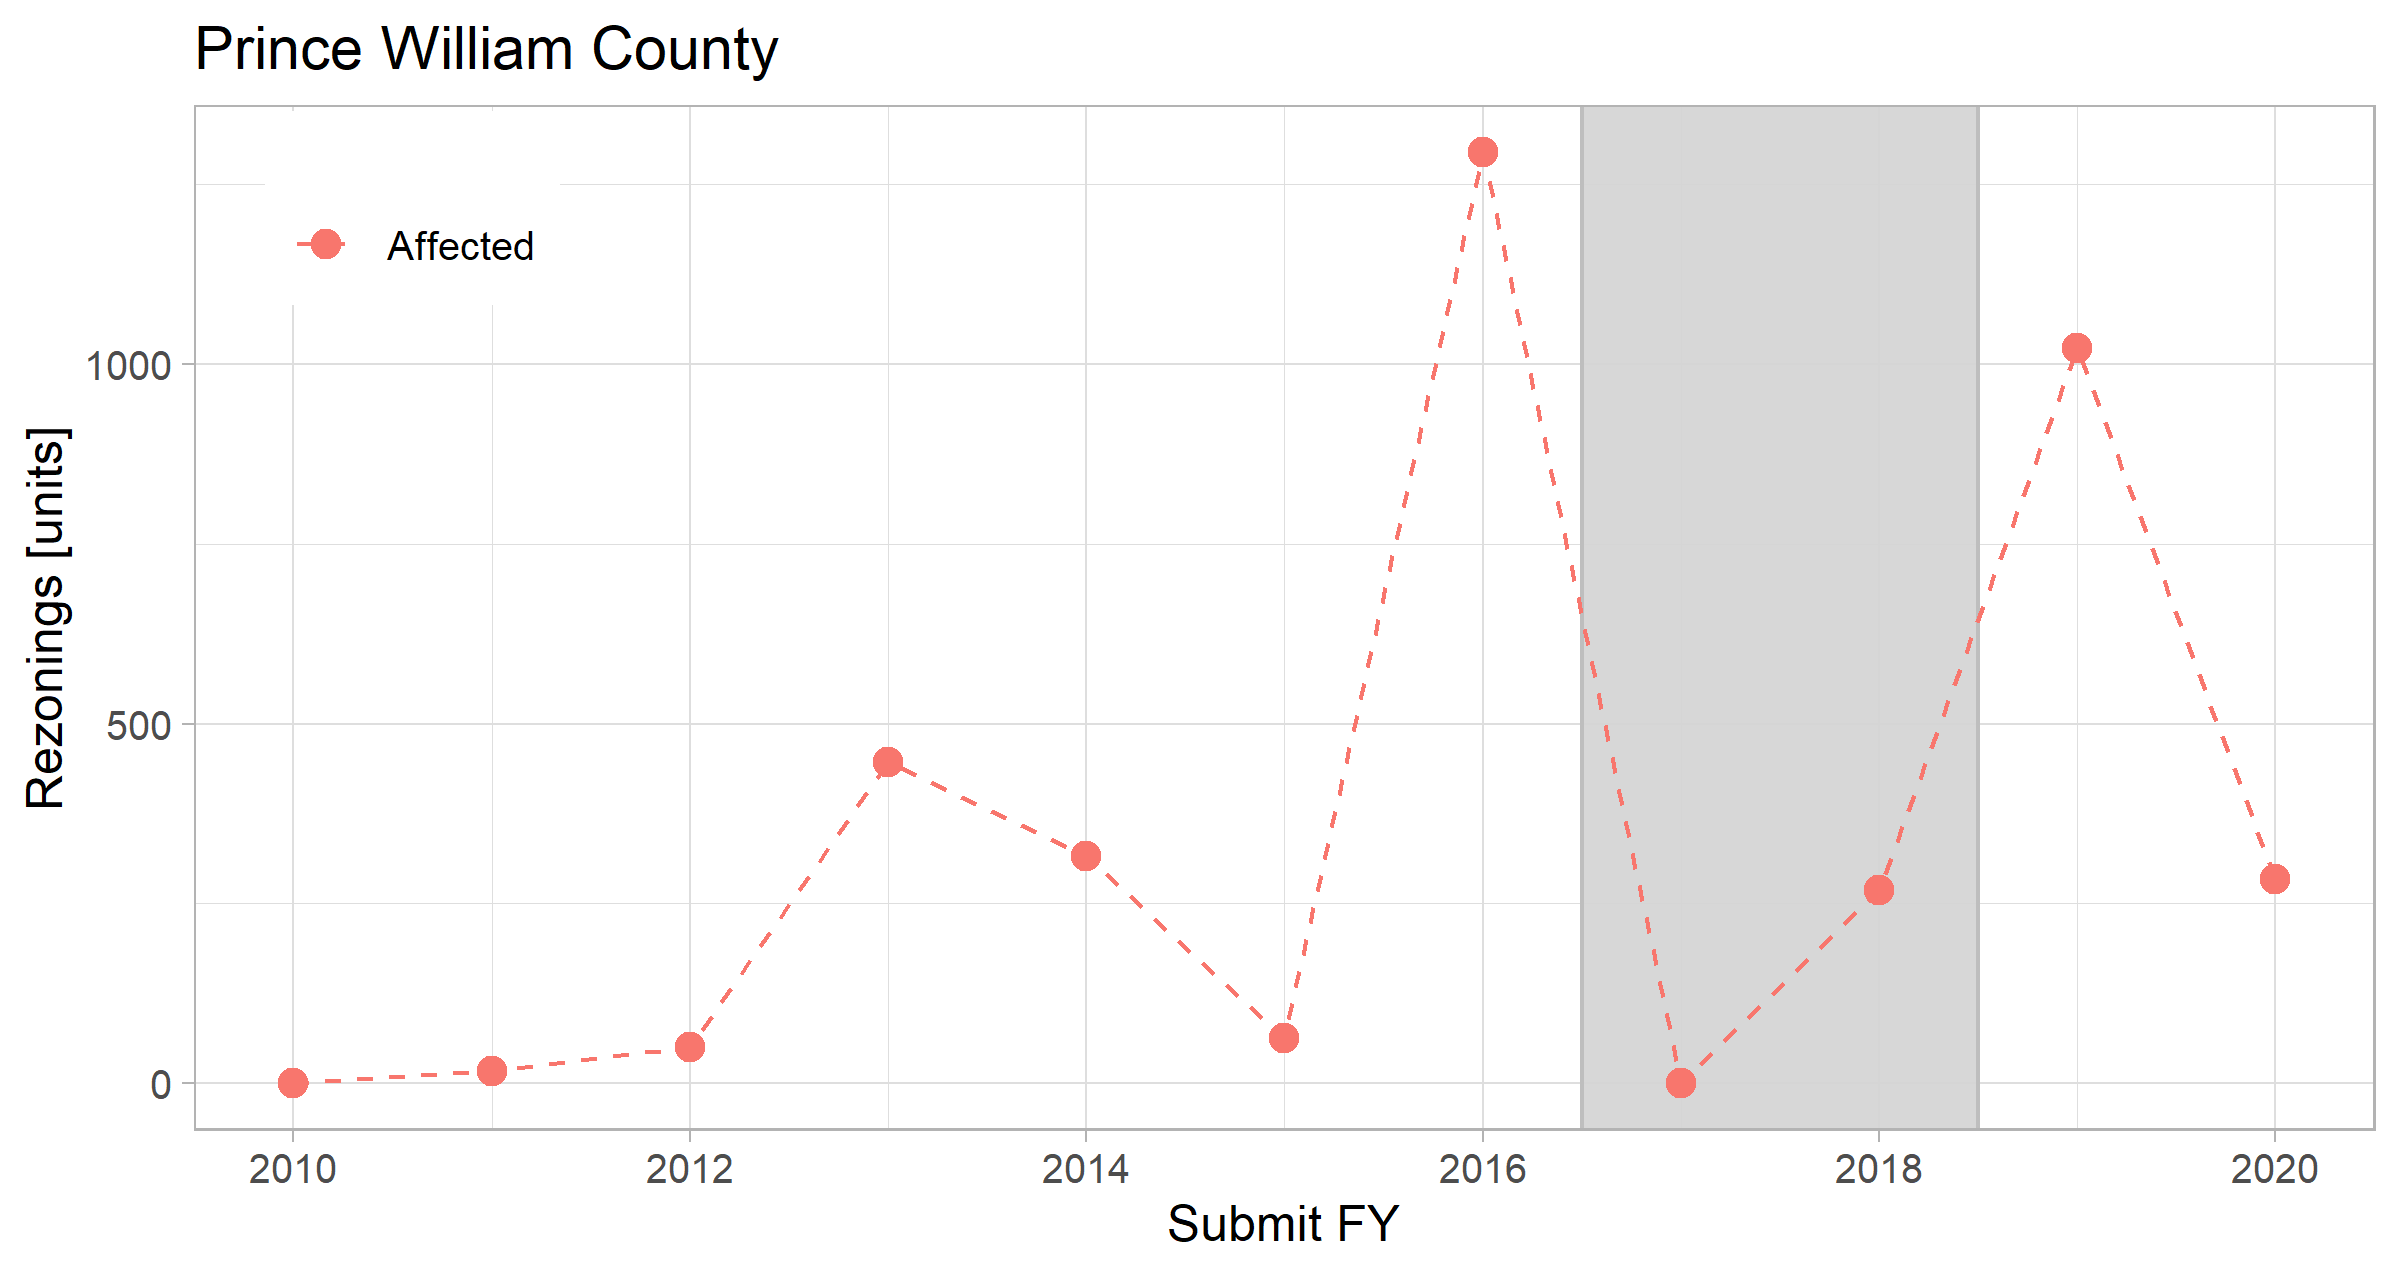 Prince William County
Affected
Rezonings [units]
1000
500
0
2010 2012 2014 2016 2018 2020
Submit FY